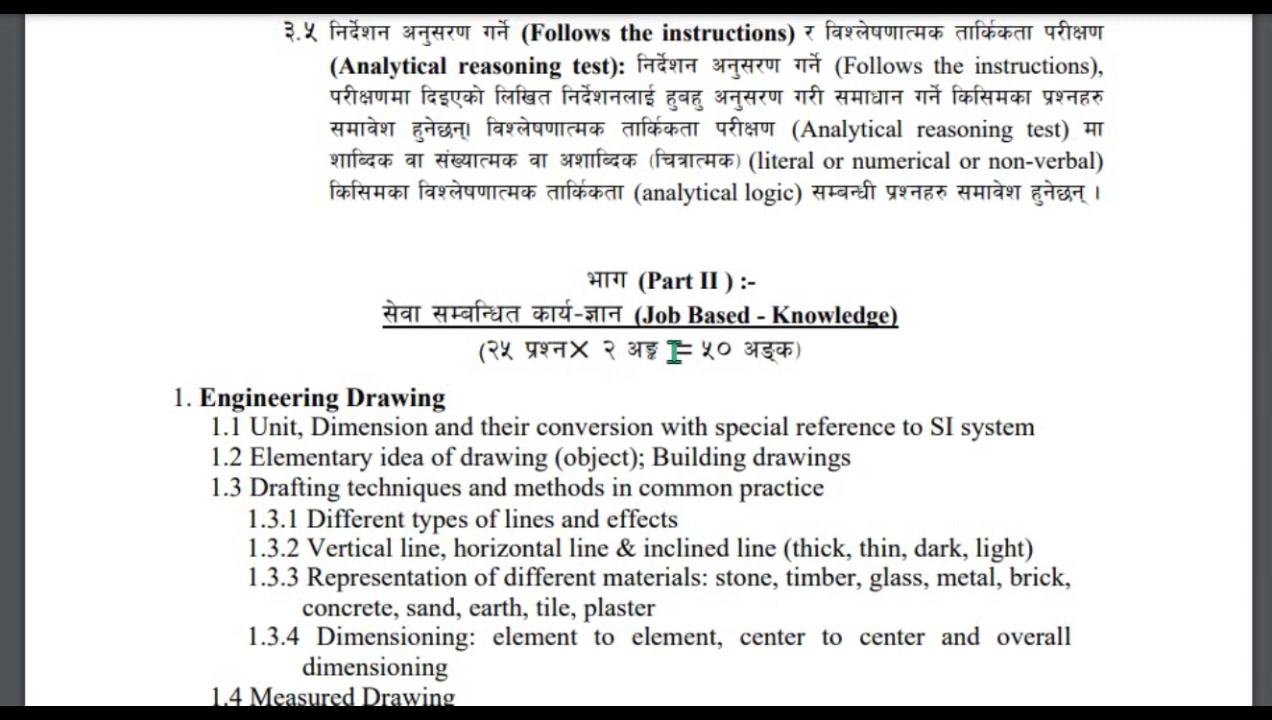 ३.५ निर्देशन अनुसरण गर्ने (Follows the instructions) र विश्लेषणात्मक तार्किकता परीक्षण
(Analytical reasoning test): निर्देशन अनुसरण गर्ने (Follows the instructions),
परीक्षणमा दिइएको लिखित निर्देशनलाई हुबहु अनुसरण गरी समाधान गर्ने किसिमका प्रश्नहरु
समावेश हुनेछन्। विश्लेषणात्मक तार्किकता परीक्षण (Analytical reasoning test) मा
शाब्दिक वा संख्यात्मक वा अशाब्दिक (चित्रात्मक) (literal or numerical or non-verbal)
किसिमका विश्लेषणात्मक तार्किकता (analytical logic) सम्बन्धी प्रश्नहरु समावेश हुनेछन् ।
भाग (Part II ) :-
सेवा सम्बन्धित कार्य-ज्ञान (Job Based - Knowledge)
(२५ प्रश्न× २ अङ्क = ५० अङ्क)
1. Engineering Drawing
1.1 Unit, Dimension and their conversion with special reference to SI system
1.2 Elementary idea of drawing (object); Building drawings
1.3 Drafting techniques and methods in common practice
1.3.1 Different types of lines and effects
1.3.2 Vertical line, horizontal line & inclined line (thick, thin, dark, light)
1.3.3 Representation of different materials: stone, timber, glass, metal, brick,
concrete, sand, earth, tile, plaster
1.3.4 Dimensioning: element to element, center to center and overall
dimensioning
1.4 Measured Drawing